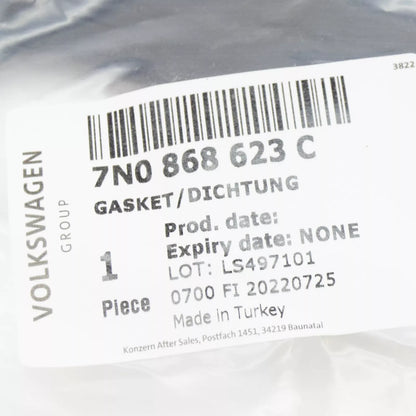 3822
7N0 868 623 C
GASKET/DICHTUNG
Prod. date:
Expiry date: NONE
1
Piece
LOT: LS497101
0700 FI 20220725
Made in Turkey
Konzern After Sales, Postfach 1451, 34219 Baunatal
VOLKSWAGEN
GROUP